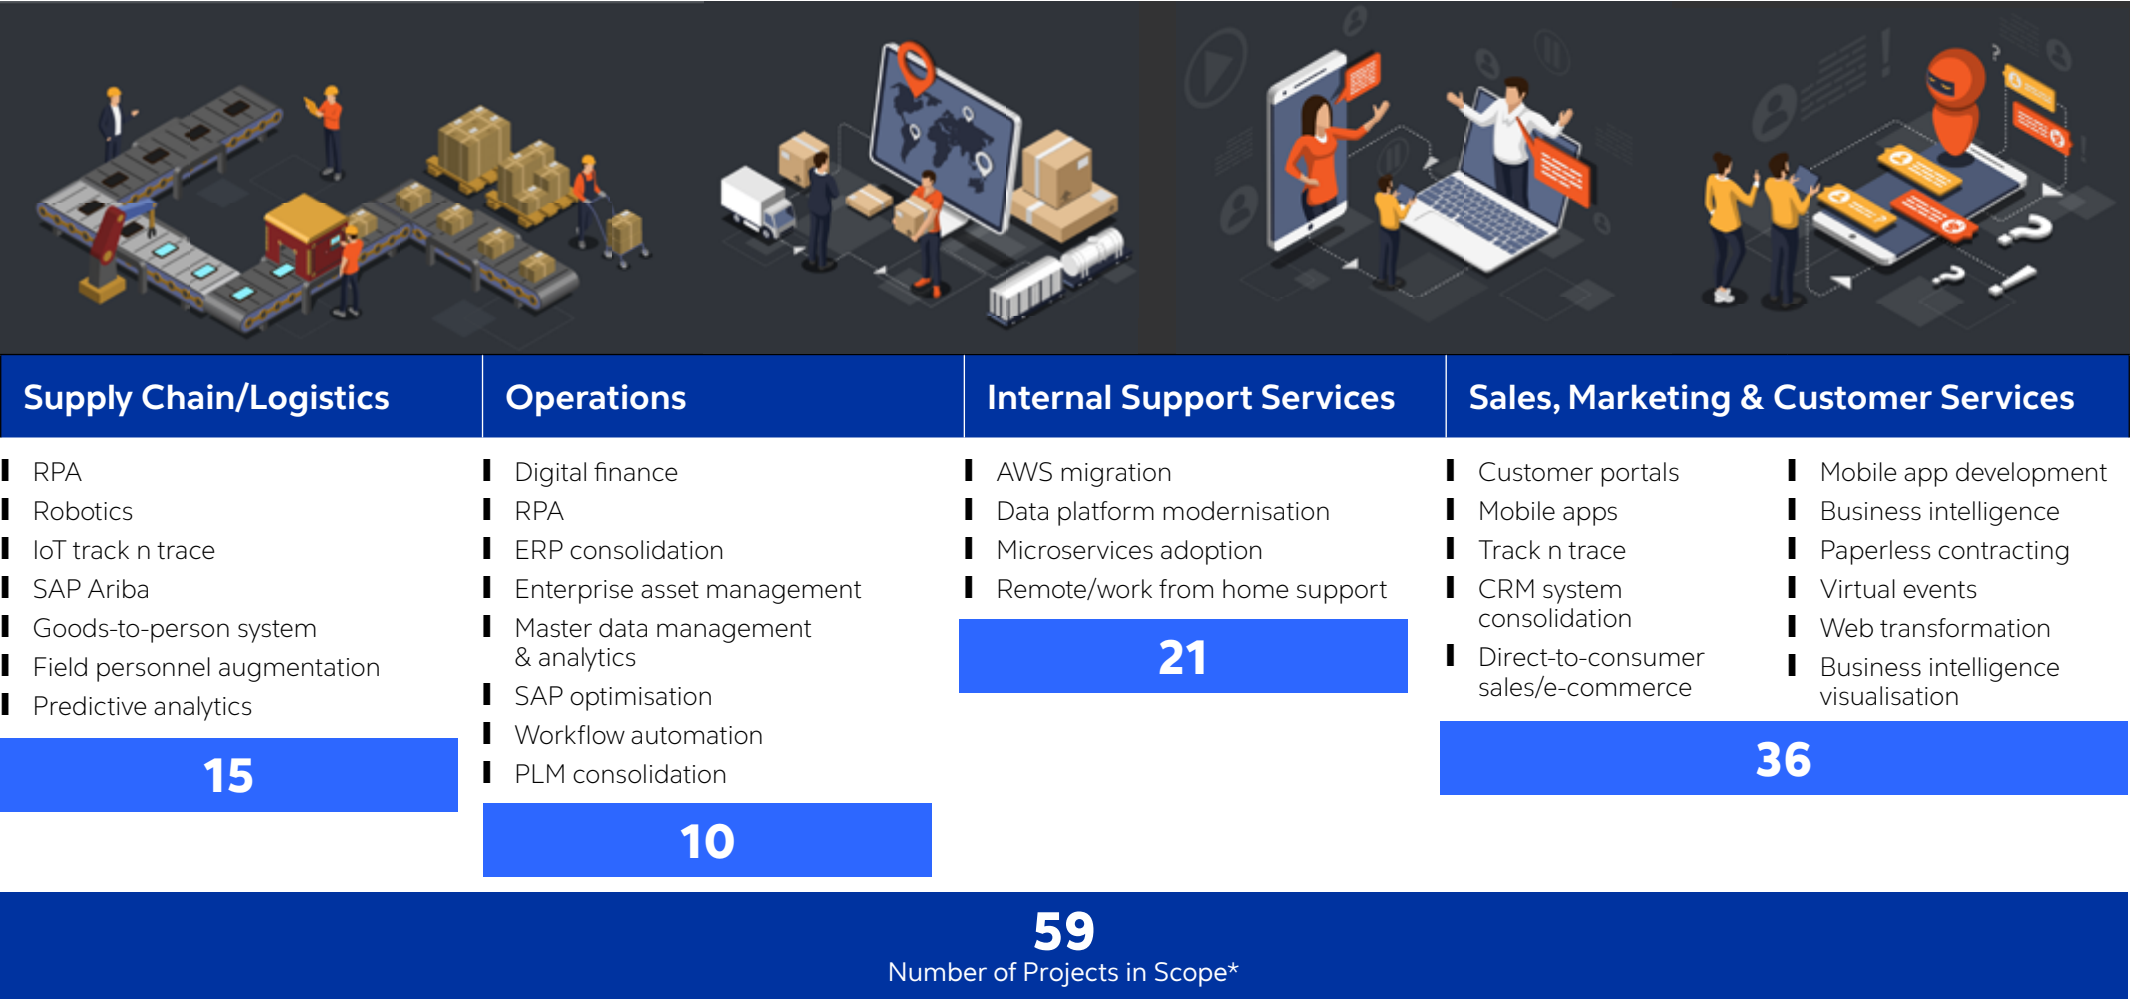 Supply Chain/Logistics
RPA
Robotics
IoT track n trace
SAP Ariba
Goods-to-person system
Field personnel augmentation
Predictive analytics
15
Operations
Digital finance
RPA
ERP consolidation
Enterprise asset management
Master data management
& analytics
SAP optimisation
Workflow automation
PLM consolidation
10
Internal Support Services
AWS migration
Data platform modernisation
Microservices adoption
Remote/work from home support
21
Sales, Marketing & Customer Services
Customer portals
Mobile apps
Track n trace
CRM system
consolidation
Direct-to-consumer
sales/e-commerce
Mobile app development
Business intelligence
Paperless contracting
Virtual events
Web transformation
Business intelligence
visualisation
36
59
Number of Projects in Scope*